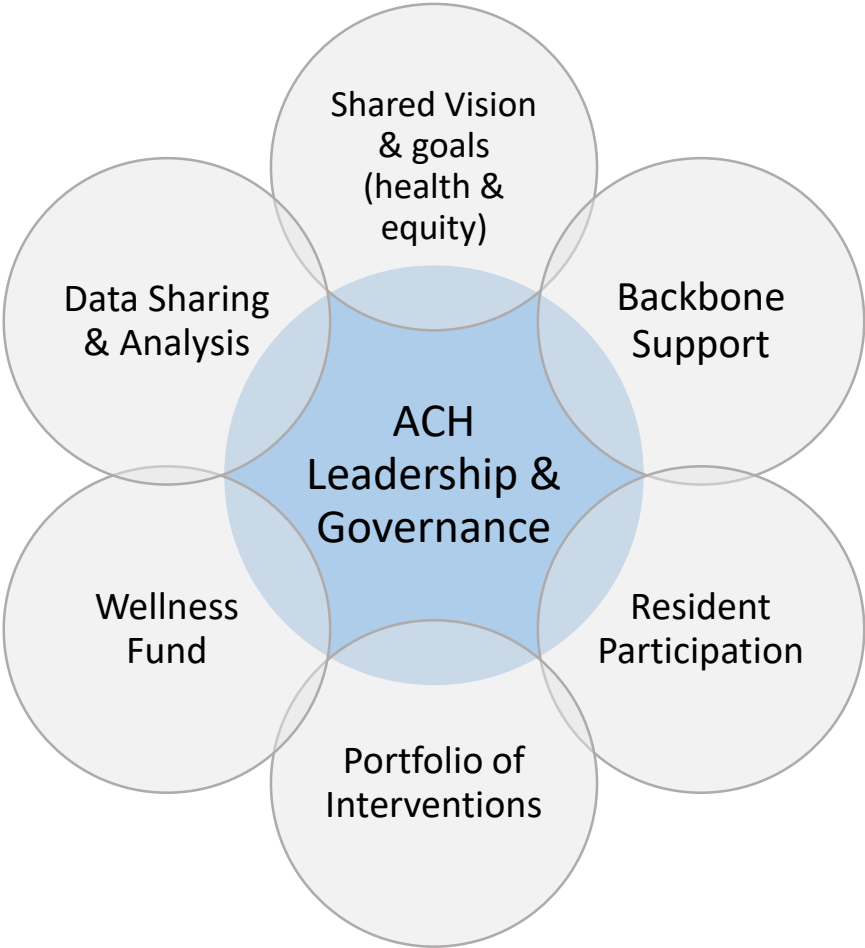 Shared Vision
& goals
(health &
equity)
Backbone
Support
Resident
Participation
Portfolio of
Interventions
Wellness
Fund
Data Sharing
& Analysis
ACH
Leadership &
Governance